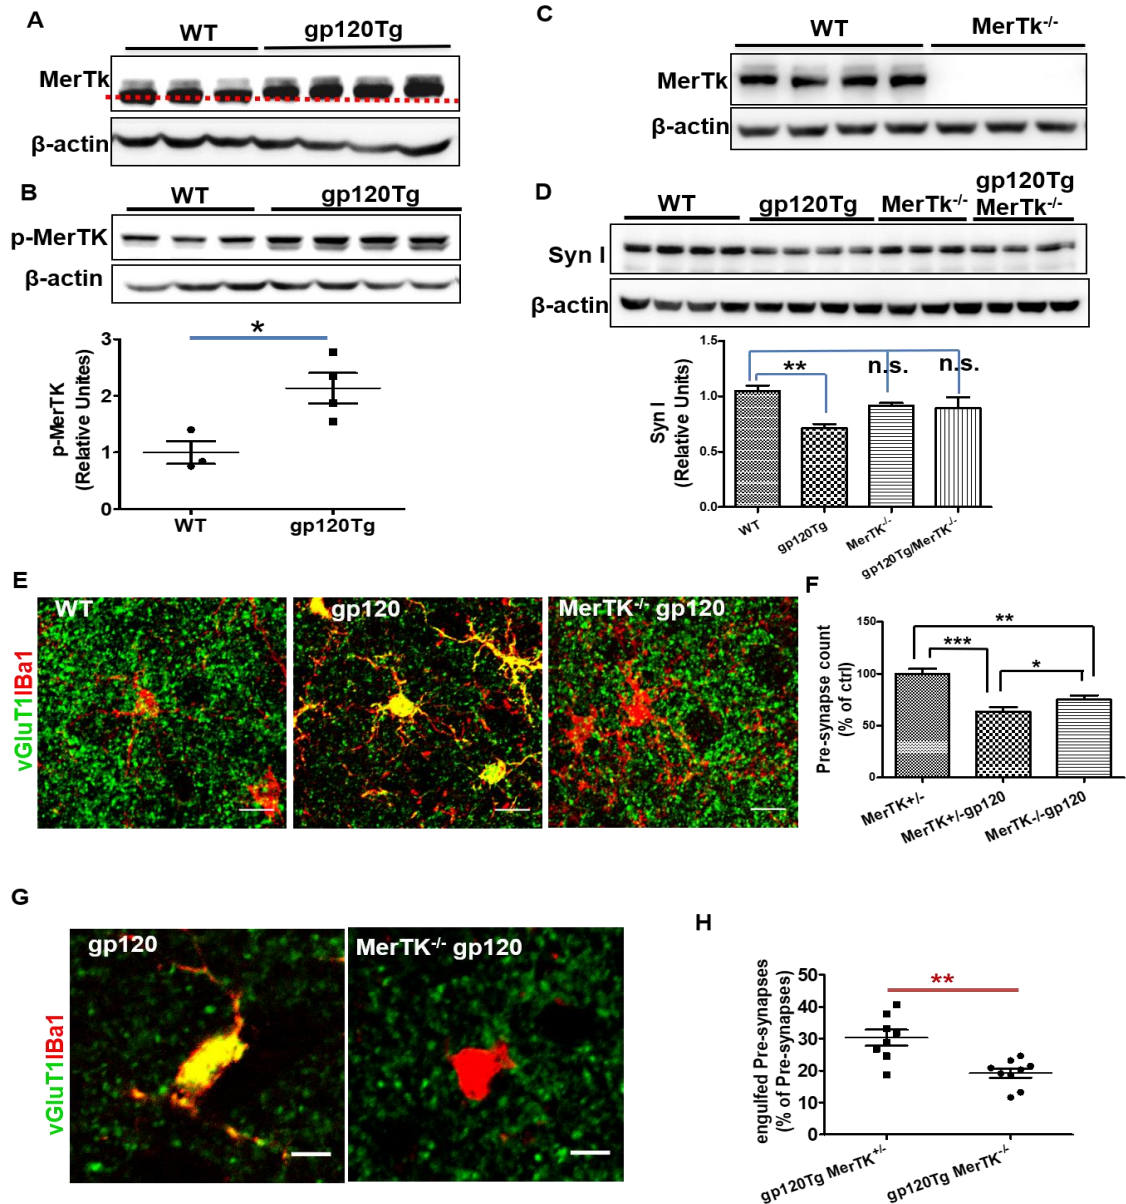 A
WT gp120Tg
MerTk
β-actin
B
WT gp120Tg
p-MerTK
β-actin
*
3
2
1
0
p-MerTK
(Relative Unites)
WT gp120Tg
C
WT MerTk-/-
MerTk
β-actin
D
WT gp120Tg MerTk-/- gp120Tg
MerTk-/-
Syn I
β-actin
1.5
1.0
0.5
0.0
Syn I
(Relative Units)
** n.s. n.s.
WT
gp120Tg
MerTK-/-
gp120Tg/MerTK-/-
E
vGluT1IBa1
WT
gp120
MerTK-/- gp120
F
150
100
50
0
Pre-synapse count
(% of ctrl)
**
***
*
MerTK+/-
MerTK+/-gp120
MerTK-/-gp120
G
vGluT1IBa1
gp120
MerTK-/- gp120
H
50
40
30
20
10
0
engulfed Pre-synapses
(% of Pre-synapses)
**
gp120Tg MerTK+/-
gp120Tg MerTK-/-